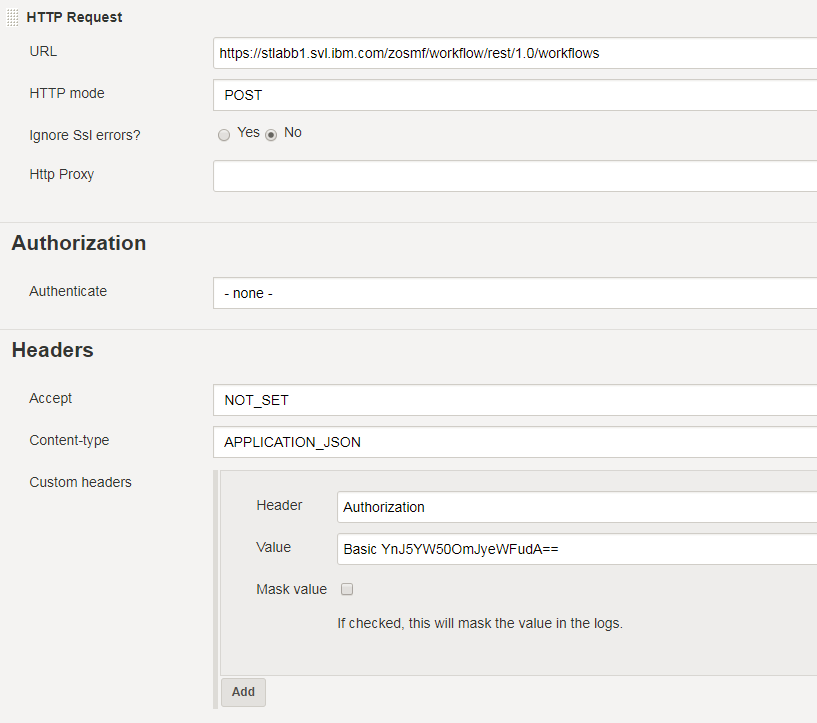 HTTP Request
URL
https://stlabb1.svl.ibm.com/zosmf/workflow/rest/1.0/workflows
HTTP mode
POST
Ignore Ssl errors?
Yes
No
Http Proxy
Authorization
Authenticate
- none -
Headers
Accept
NOT_SET
Content-type
APPLICATION_JSON
Custom headers
Header
Authorization
Value
Basic YnJ5YW50OmJyeWFudA==
Mask value
If checked, this will mask the value in the logs.
Add